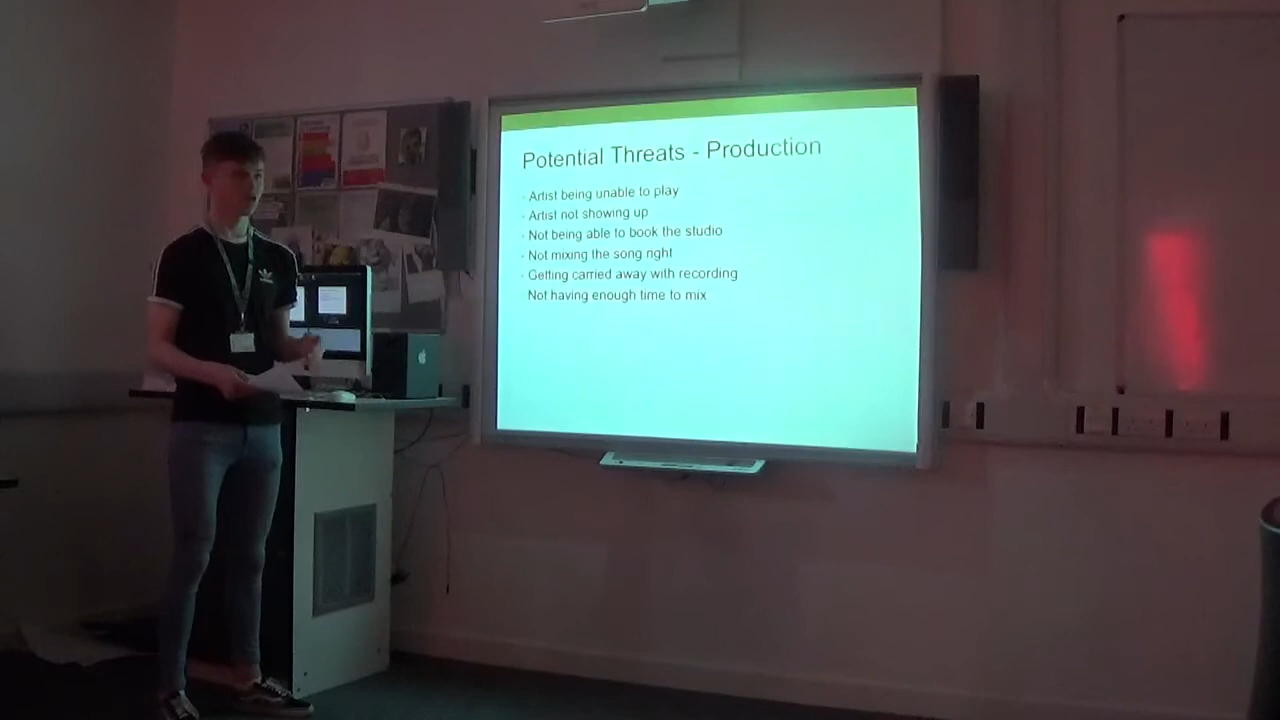 Potential Threats - Production
· Artist being unable to play
· Artist not showing up
· Not being able to book the studio
· Not mixing the song right
· Getting carried away with recording
Not having enough time to mix